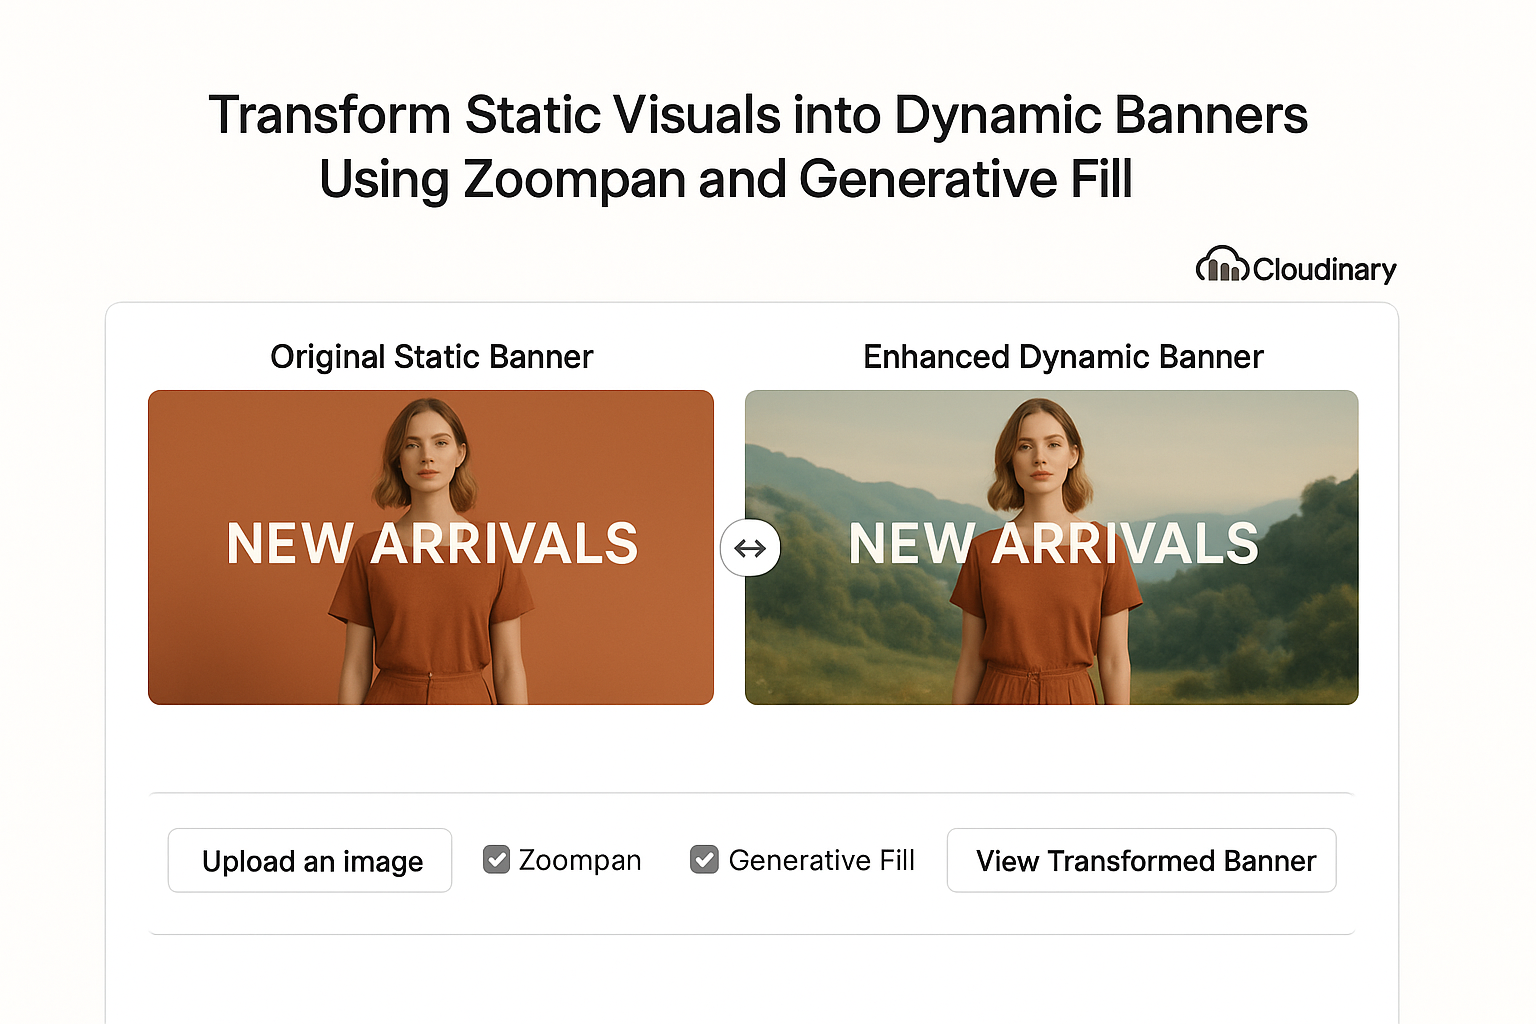 Transform Static Visuals into Dynamic Banners
Using Zoompan and Generative Fill
Cloudinary
Original Static Banner
Enhanced Dynamic Banner
NEW ARRIVALS
NEW ARRIVALS
Upload an image
Zoompan
Generative Fill
View Transformed Banner